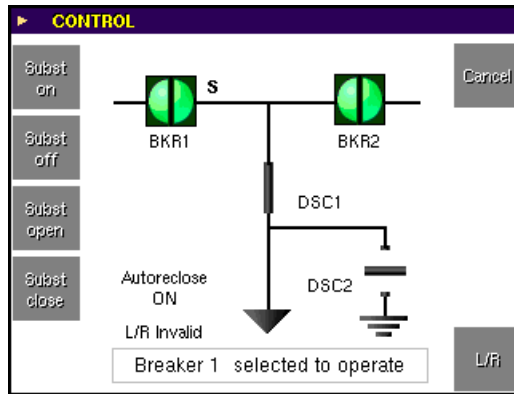 CONTROL
Subst
on
Cancel
S
BKR1
BKR2
Subst
off
Subst
open
DSC1
Subst
close
Autoreclose
ON
DSC2
L/R Invalid
Breaker 1 selected to operate
L/R